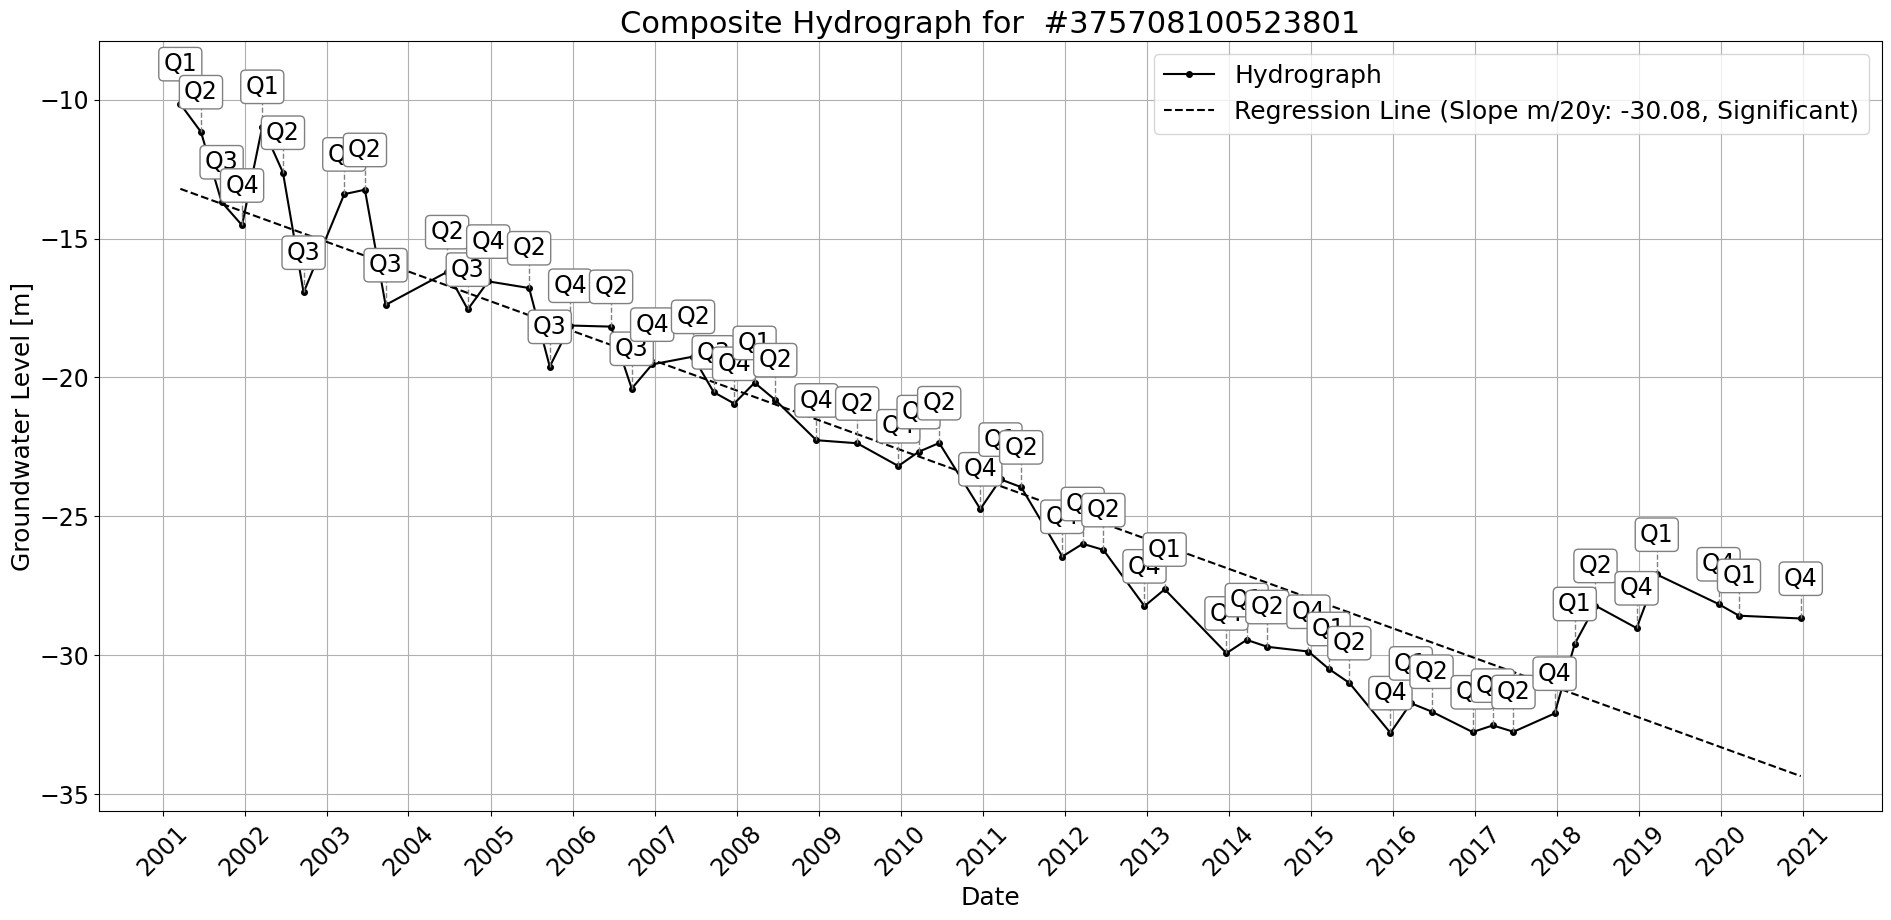 Composite Hydrograph for  #375708100523801
Hydrograph
Regression Line (Slope m/20y: -30.08, Significant)
Groundwater Level [m]
−10
−15
−20
−25
−30
−35
Q1
Q2
Q3
Q4
Q1
Q2
Q3
Q2
Q3
Q2
Q3
Q4
Q2
Q3
Q4
Q2
Q3
Q4
Q2
Q4
Q1
Q2
Q4
Q2
Q2
Q4
Q2
Q2
Q4
Q1
Q2
Q4
Q1
Q2
Q4
Q2
Q2
Q4
Q1
Q2
Q4
Q1
Q1
Q4
2001
2002
2003
2004
2005
2006
2007
2008
2009
2010
2011
2012
2013
2014
2015
2016
2017
2018
2019
2020
2021
Date